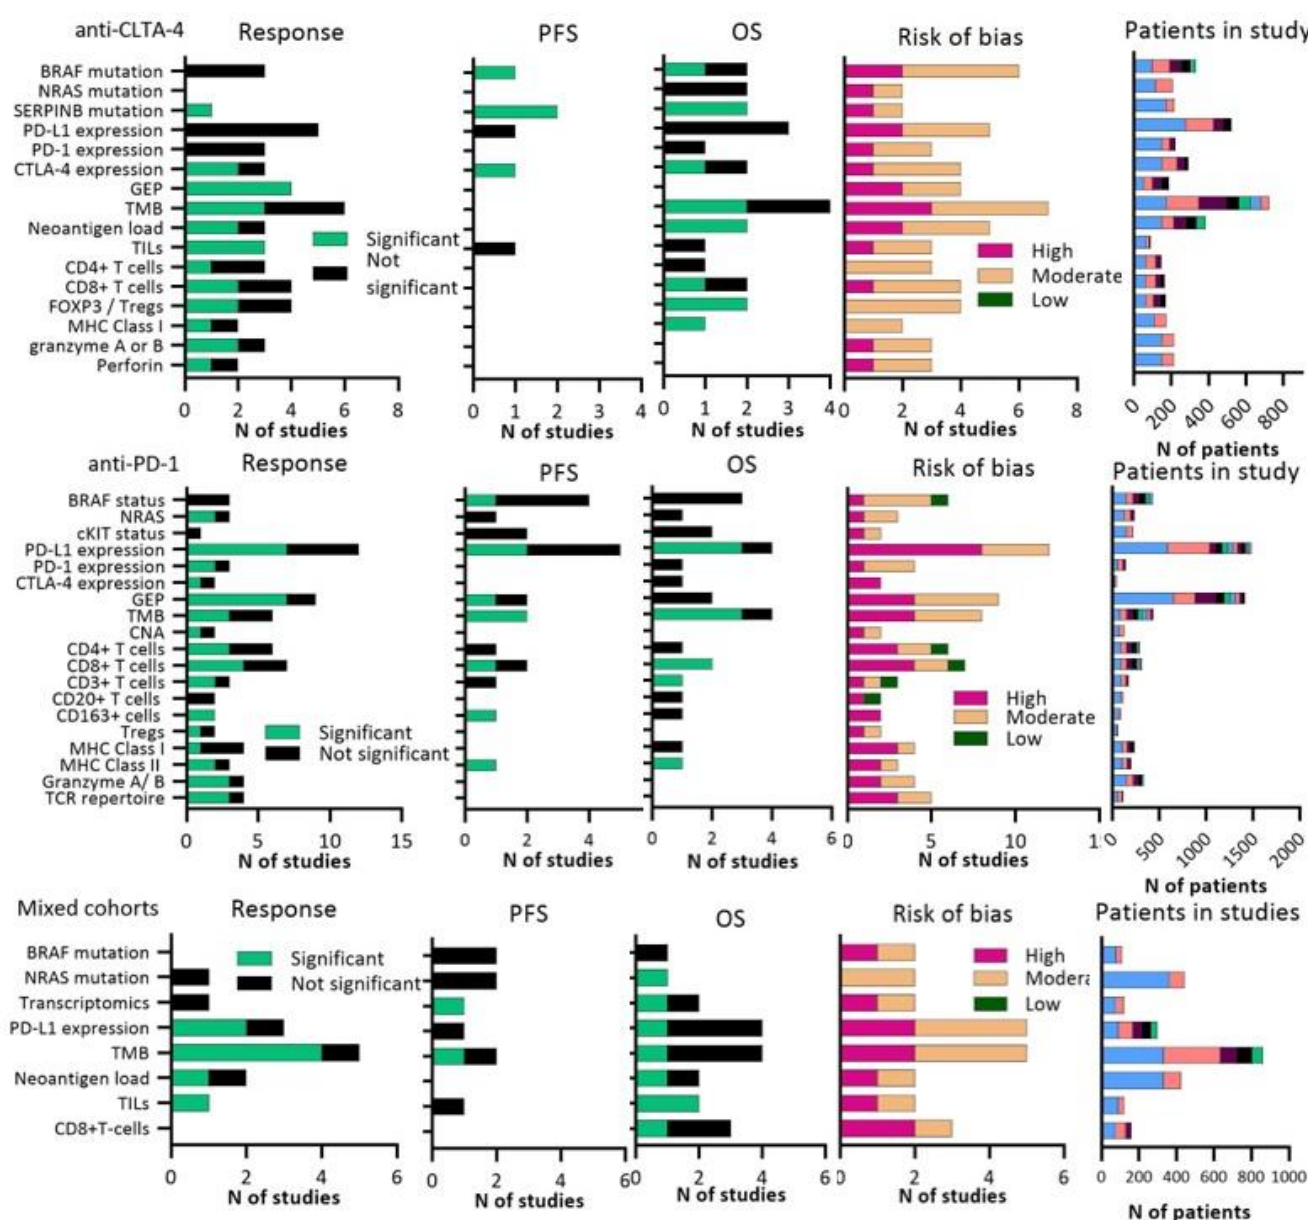 anti-CLTA-4
Response
PFS
OS
Risk of bias
Patients in study
BRAF mutation
NRAS mutation
SERPINB mutation
PD-L1 expression
PD-1 expression
CTLA-4 expression
GEP
TMB
Neoantigen load
TILs
CD4+ T cells
CD8+ T cells
FOXP3 / Tregs
MHC Class I
granzyme A or B
Perforin
Significant
Not
significant
High
Moderate
Low
0 2 4 6 8
0 1 2 3 4
0 1 2 3 4
0 2 4 6 8
0 200 400 600 800
N of studies
N of studies
N of studies
N of studies
N of patients
anti-PD-1
Response
PFS
OS
Risk of bias
Patients in study
BRAF status
NRAS
cKIT status
PD-L1 expression
PD-1 expression
CTLA-4 expression
GEP
TMB
CNA
CD4+ T cells
CD8+ T cells
CD3+ T cells
CD20+ T cells
CD163+ cells
Tregs
MHC Class I
MHC Class II
Granzyme A/ B
TCR repertoire
Significant
Not significant
High
Moderate
Low
0 5 10 15
0 2 4
0 2 4 6
0 5 10 1
0 500 1000 1500 2000
N of studies
N of studies
N of studies
N of studies
N of patients
Mixed cohorts
Response
PFS
OS
Risk of bias
Patients in studies
BRAF mutation
NRAS mutation
Transcriptomics
PD-L1 expression
TMB
Neoantigen load
TILs
CD8+T-cells
Significant
Not significant
High
Modera
Low
0 2 4 6
0 2 4 6
0 2 4 6
0 2 4 6
0 200 400 600 800 1000
N of studies
N of studies
N of studies
N of studies
N of patients